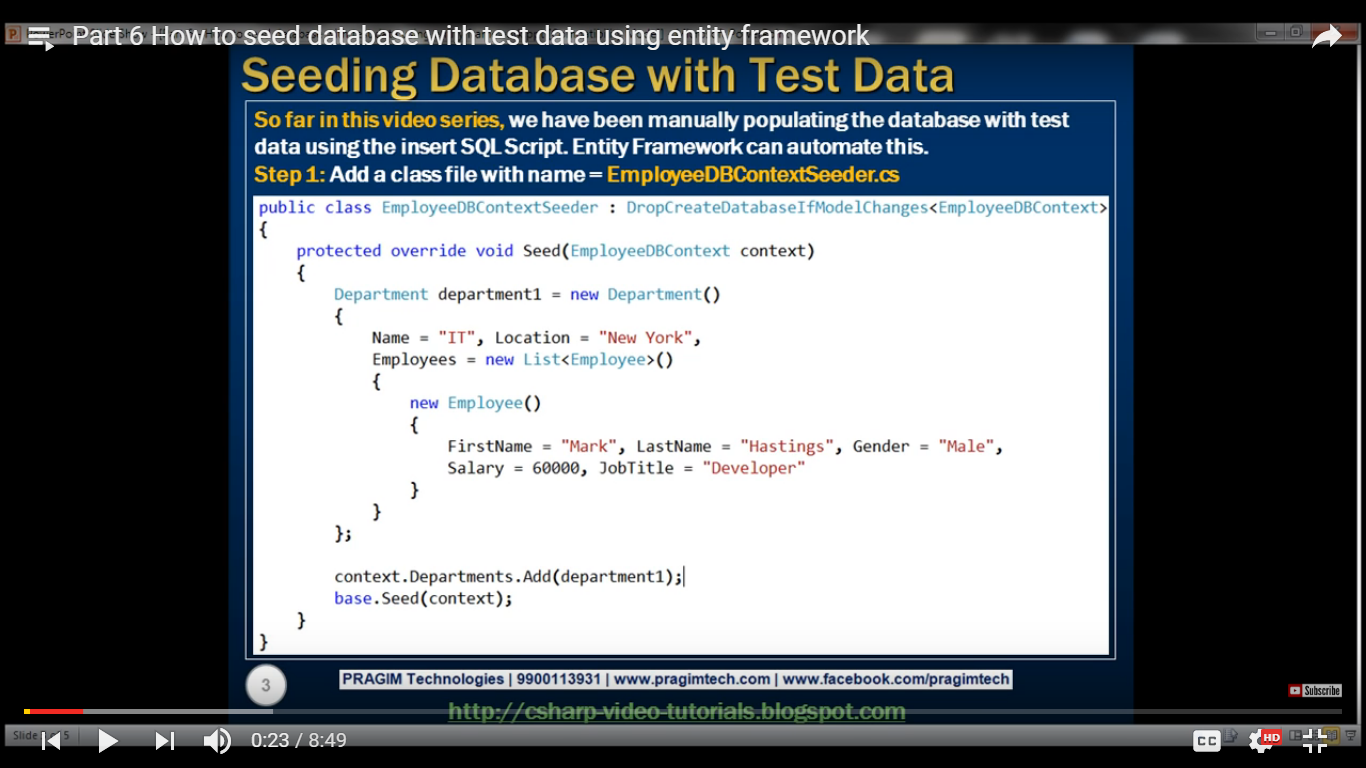 Part 6 How to seed database with test data using entity framework
Seeding Database with Test Data
So far in this video series, we have been manually populating the database with test
data using the insert SQL Script. Entity Framework can automate this.
Step 1: Add a class file with name = EmployeeDBContextSeeder.cs
public class EmployeeDBContextSeeder : DropCreateDatabaseIfModelChanges<EmployeeDBContext>
{
protected override void Seed(EmployeeDBContext context)
{
Department department1 = new Department()
{
Name = "IT", Location = "New York",
Employees = new List<Employee>()
{
new Employee()
{
FirstName = "Mark", LastName = "Hastings", Gender = "Male",
Salary = 60000, JobTitle = "Developer"
}
}
};
context.Departments.Add(department1);
base.Seed(context);
}
}
3
PRAGIM Technologies | 9900113931 | www.pragimtech.com | www.facebook.com/pragimtech
Subscribe
http://csharp-video-tutorials.blogspot.com
Slide
5
0:23 / 8:49
CC
HD